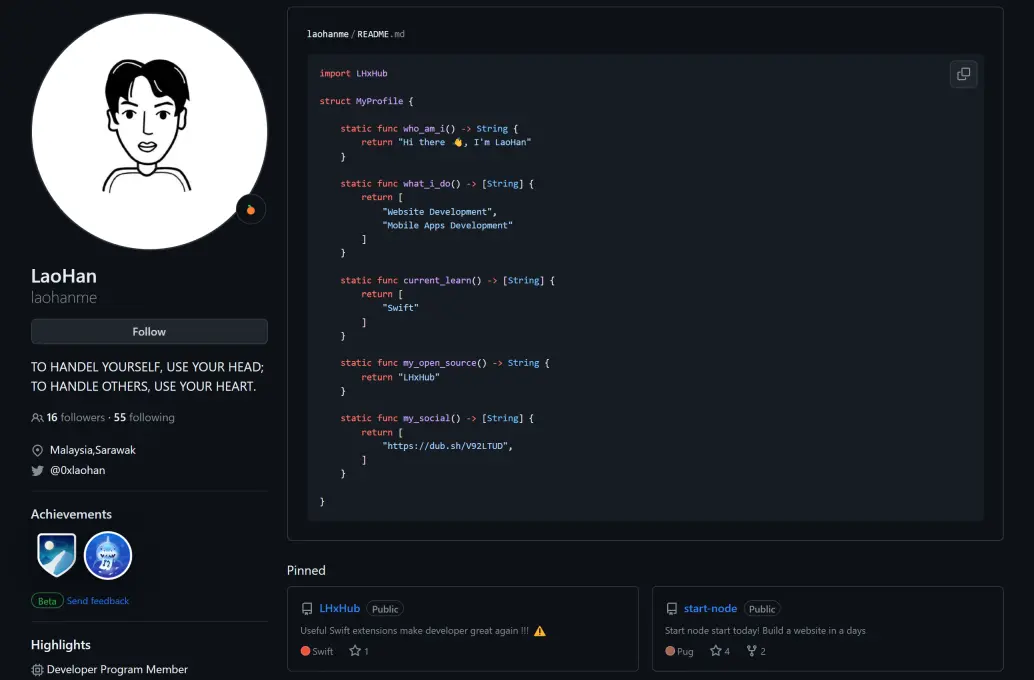 LaoHan
laohanme
Follow
TO HANDEL YOURSELF, USE YOUR HEAD;
TO HANDLE OTHERS, USE YOUR HEART.
16 followers · 55 following
Malaysia,Sarawak
@0xlaohan
Achievements
Beta Send feedback
Highlights
Developer Program Member
laohanme / README.md
import LHxHub
struct MyProfile {
static func who_am_i() -> String {
return "Hi there 👋, I'm LaoHan"
}
static func what_i_do() -> [String] {
return [
"Website Development",
"Mobile Apps Development"
]
}
static func current_learn() -> [String] {
return [
"Swift"
]
}
static func my_open_source() -> String {
return "LHxHub"
}
static func my_social() -> [String] {
return [
"https://dub.sh/V92LTUD",
]
}
}
Pinned
LHxHub Public
Useful Swift extensions make developer great again !!! ⚠️
Swift 1
start-node Public
Start node start today! Build a website in a days
Pug 4 2